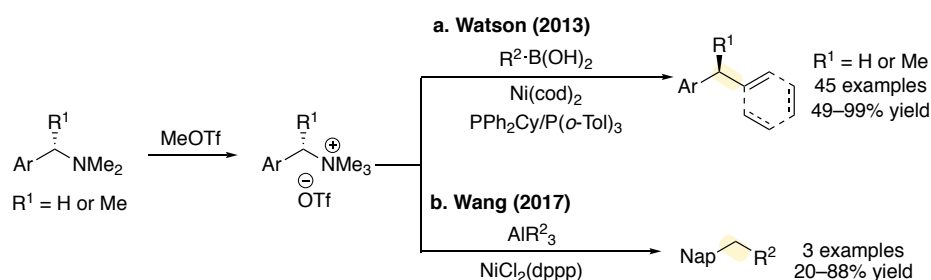 a. Watson (2013)
R²·B(OH)₂
Ni(cod)₂
PPh₂Cy/P(o-Tol)₃
R¹
Ar
R¹ = H or Me
45 examples
49–99% yield
R¹
Ar
NMe₂
R¹ = H or Me
MeOTf
R¹
Ar
NMe₃
+
−
OTf
b. Wang (2017)
AlR²₃
NiCl₂(dppp)
Nap
R²
3 examples
20–88% yield